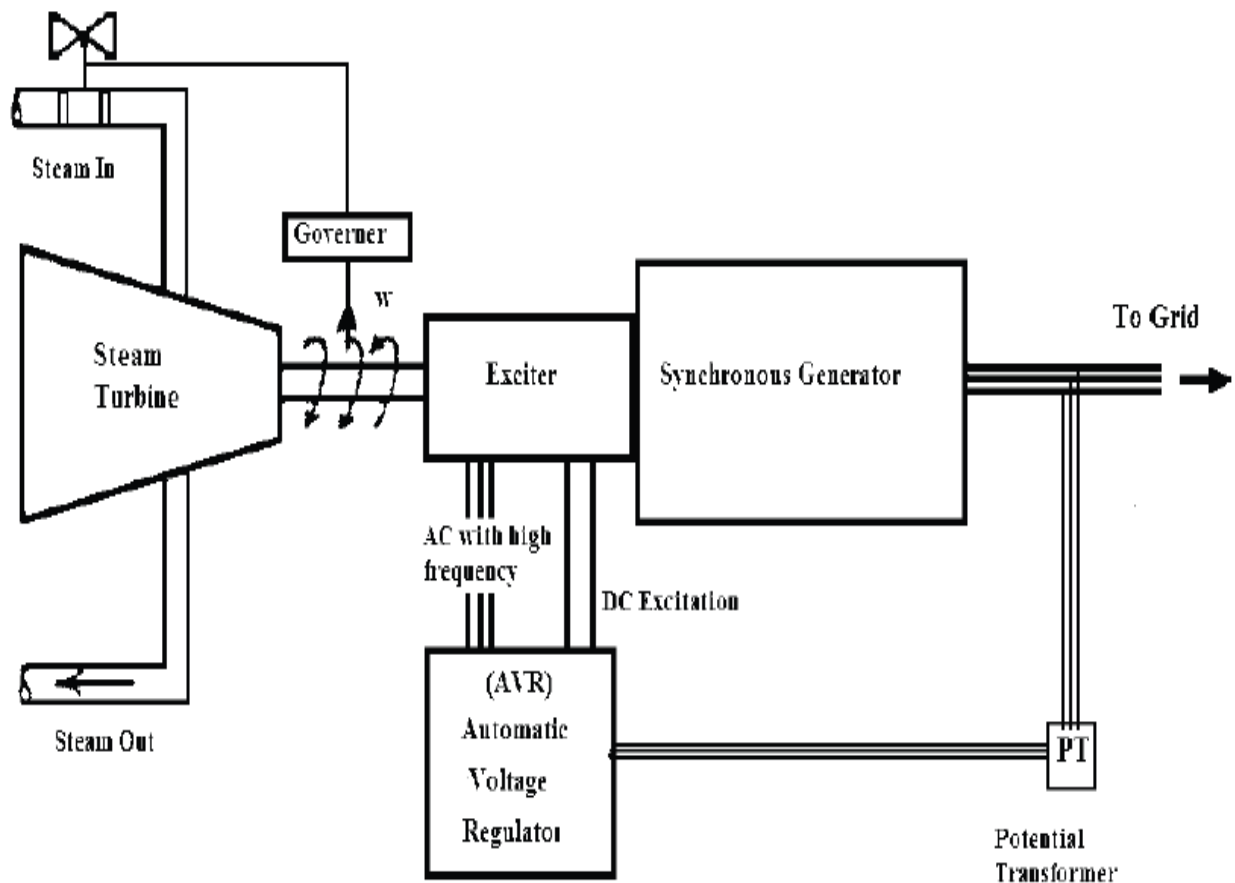 Steam In
Governer
w
Steam
Turbine
Exciter
Synchronous Generator
To Grid
AC with high
frequency
DC Excitation
(AVR)
Automatic
Voltage
Regulator
Steam Out
PT
Potential
Transformer